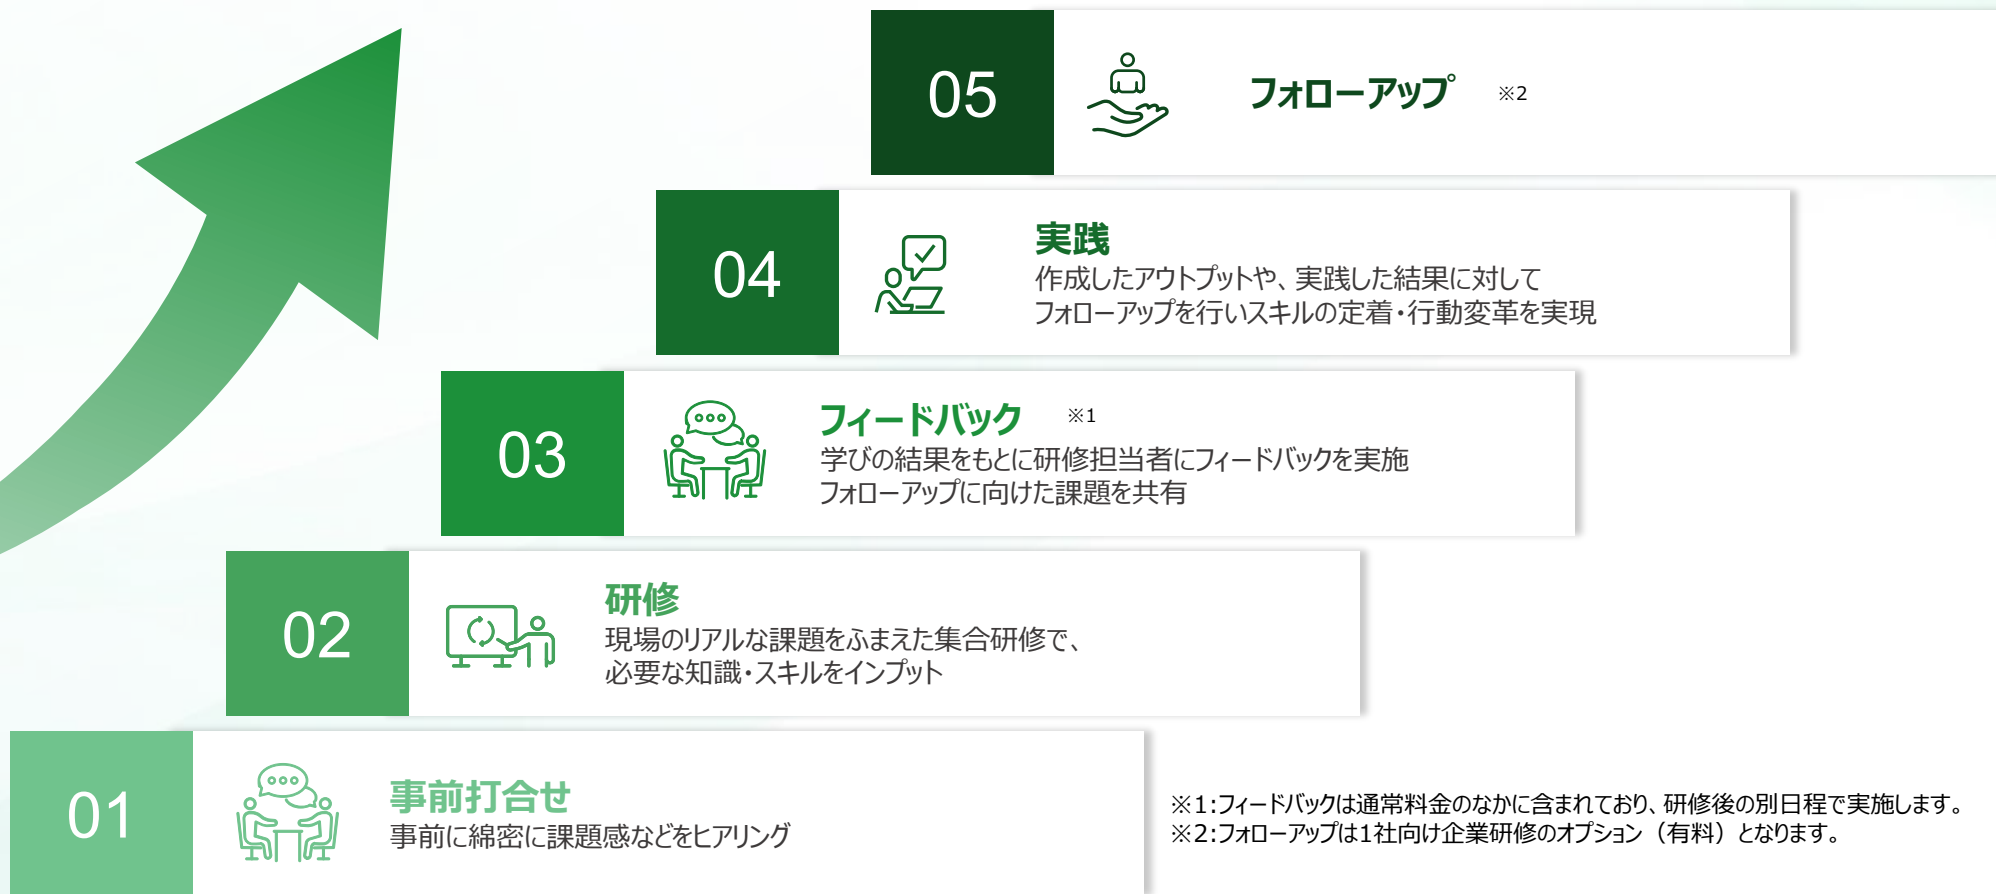 05
フォローアップ ※2
04
実践
作成したアウトプットや、実践した結果に対して
フォローアップを行いスキルの定着・行動変革を実現
03
フィードバック ※1
学びの結果をもとに研修担当者にフィードバックを実施
フォローアップに向けた課題を共有
02
研修
現場のリアルな課題をふまえた集合研修で、
必要な知識・スキルをインプット
01
事前打合せ
事前に綿密に課題感などをヒアリング
※1:フィードバックは通常料金のなかに含まれており、研修後の別日程で実施します。
※2:フォローアップは1社向け企業研修のオプション（有料）となります。